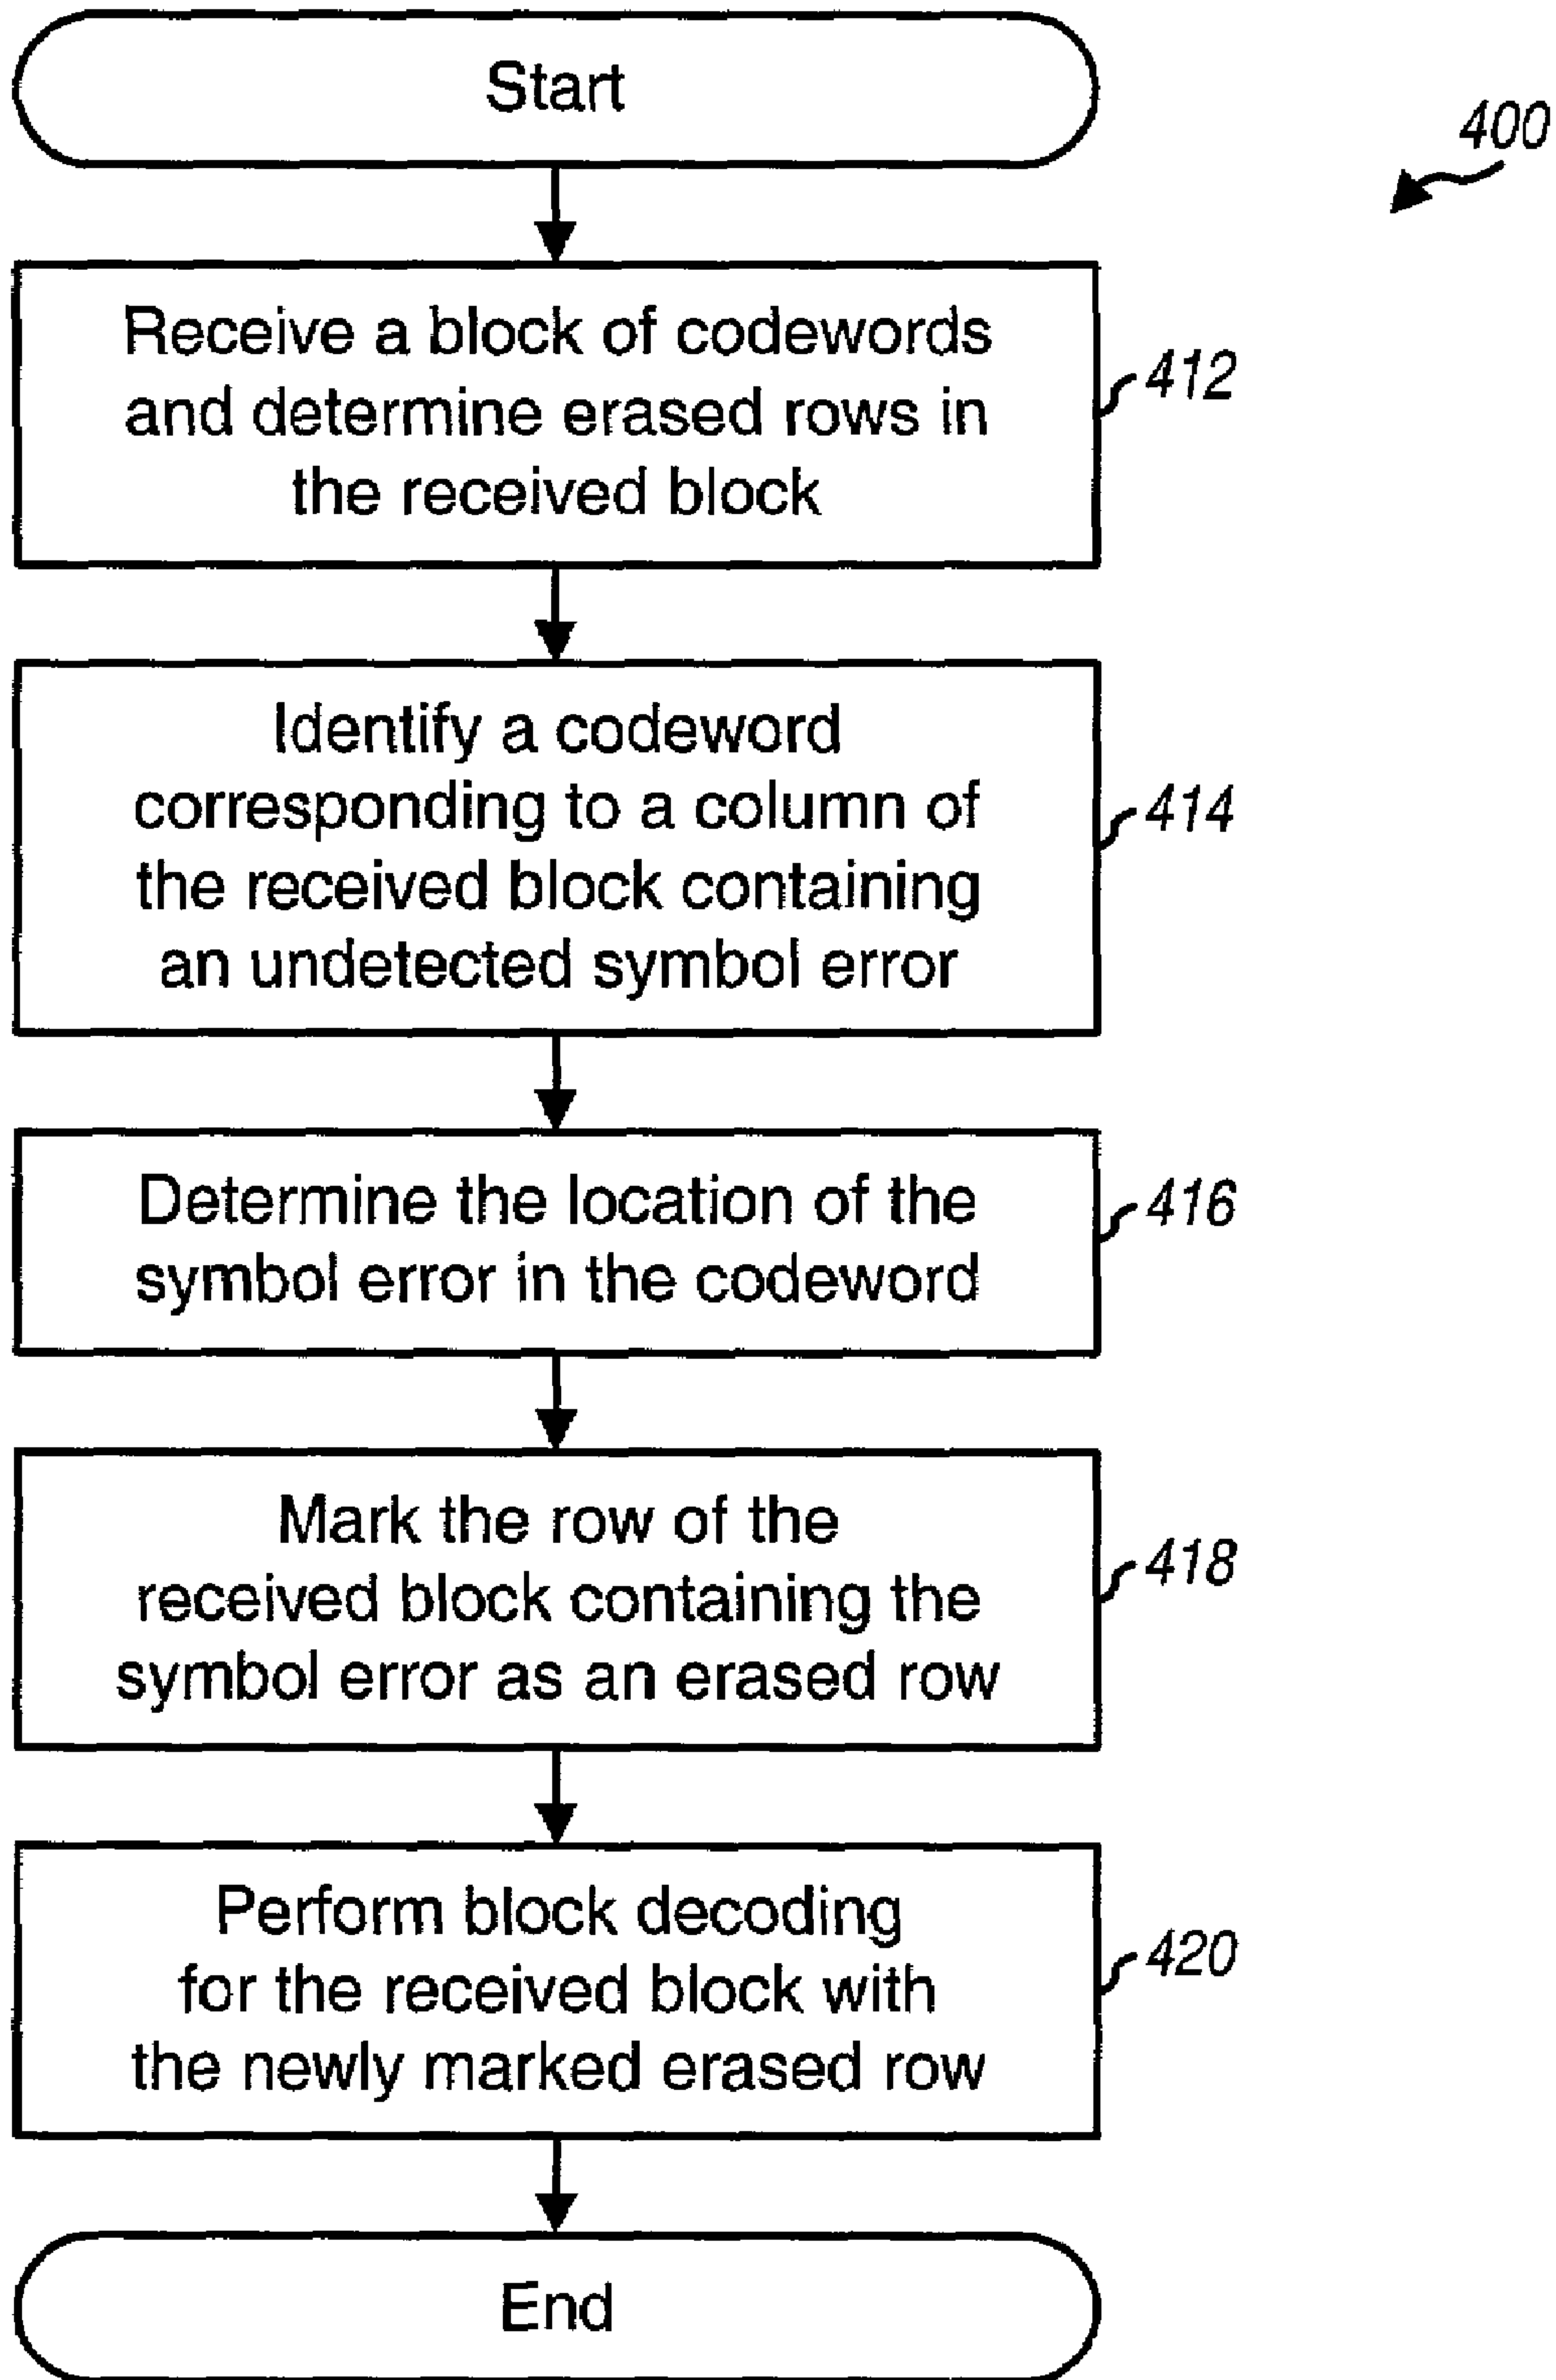 Start
400
Receive a block of codewords
and determine erased rows in
the received block
412
Identify a codeword
corresponding to a column of
the received block containing
an undetected symbol error
414
Determine the location of the
symbol error in the codeword
416
Mark the row of the
received block containing the
symbol error as an erased row
418
Perform block decoding
for the received block with
the newly marked erased row
420
End